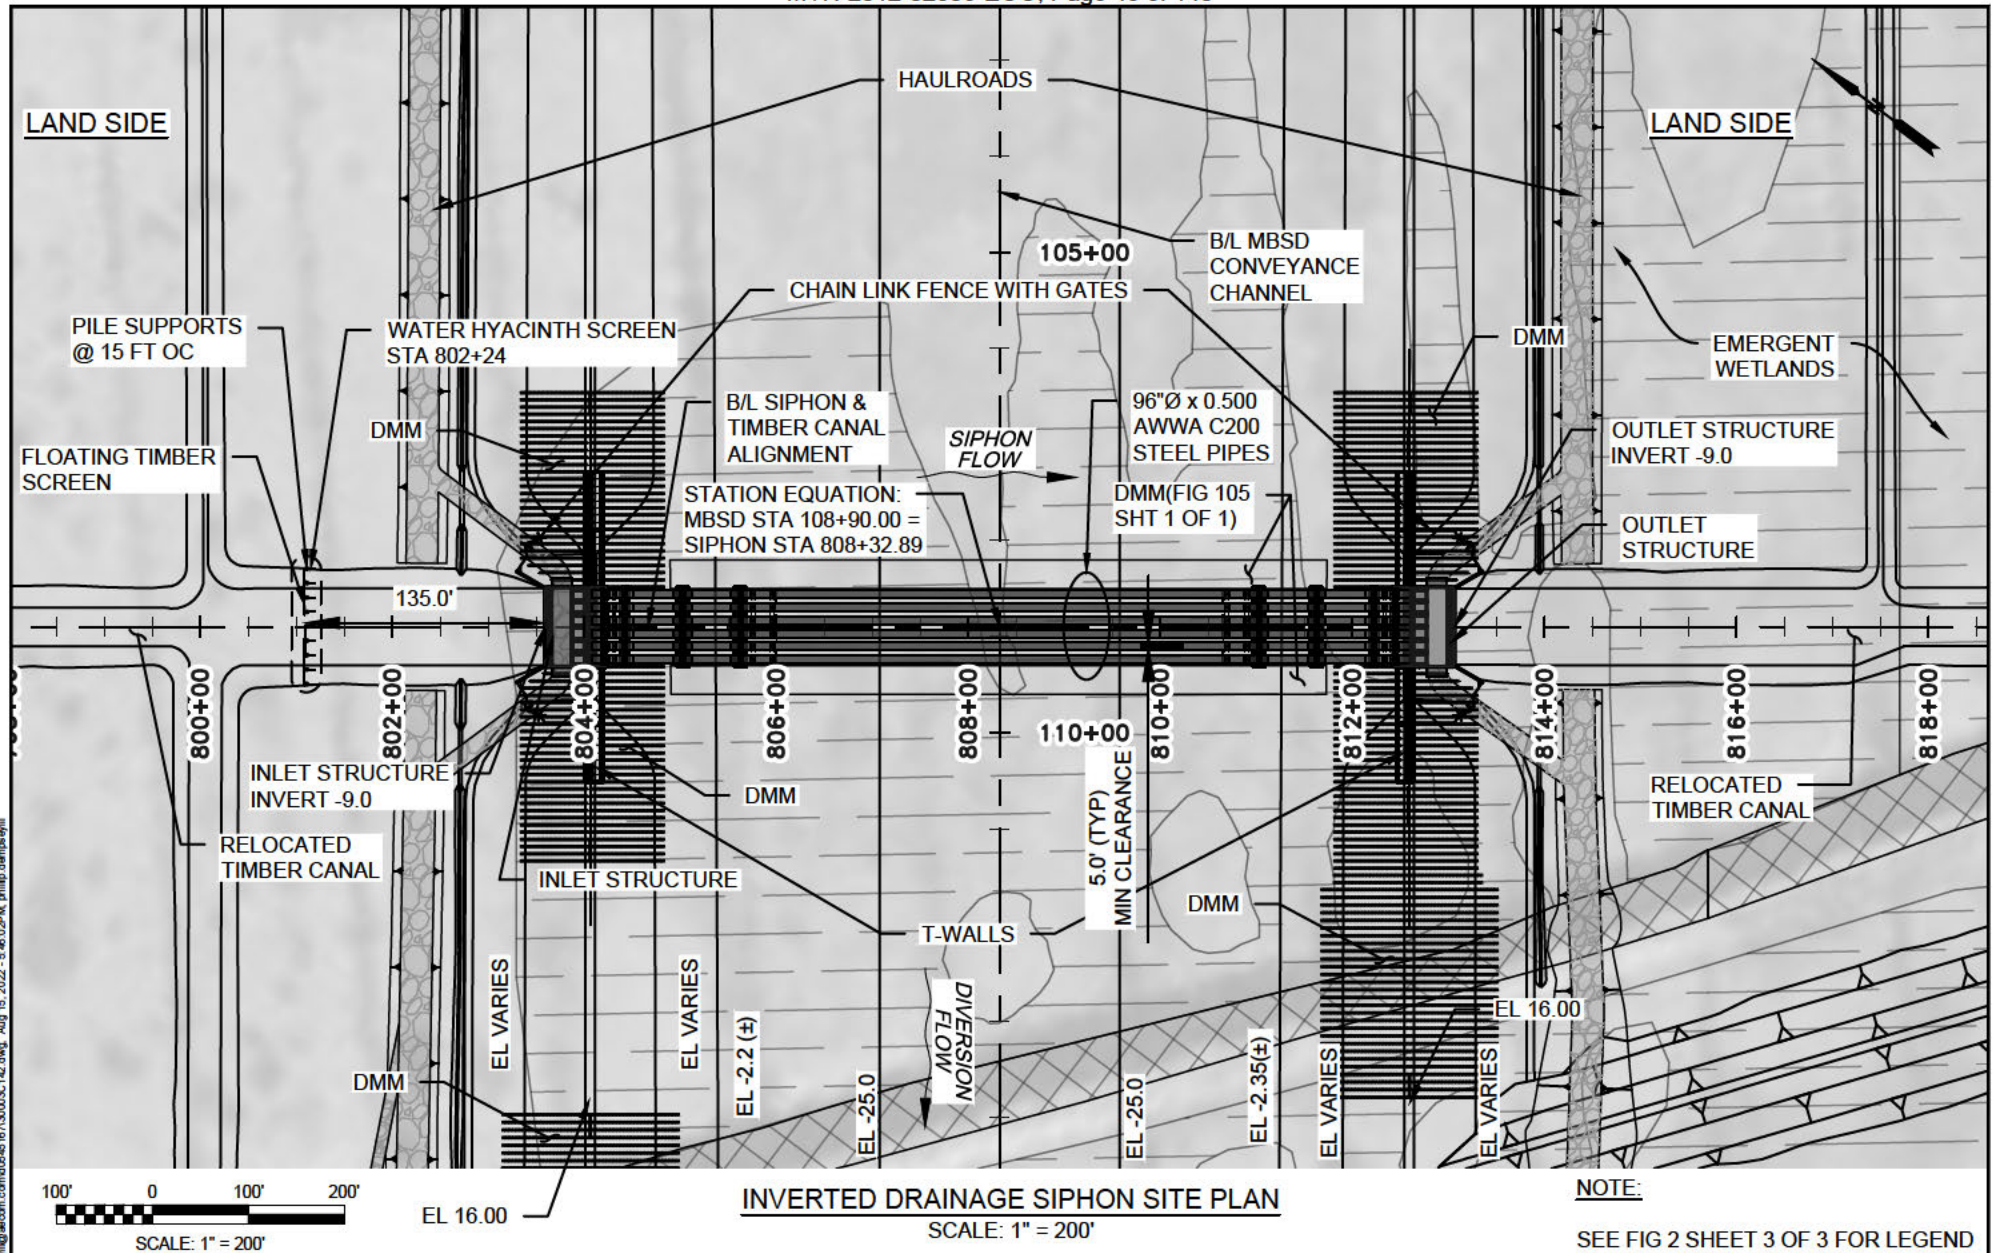 LAND SIDE
HAULROADS
LAND SIDE
N
105+00
B/L MBSD
CONVEYANCE
CHANNEL
CHAIN LINK FENCE WITH GATES
PILE SUPPORTS
@ 15 FT OC
WATER HYACINTH SCREEN
STA 802+24
DMM
EMERGENT
WETLANDS
DMM
B/L SIPHON &
TIMBER CANAL
ALIGNMENT
96"Ø x 0.500
AWWA C200
STEEL PIPES
SIPHON
FLOW
OUTLET STRUCTURE
INVERT -9.0
FLOATING TIMBER
SCREEN
STATION EQUATION:
MBSD STA 108+90.00 =
SIPHON STA 808+32.89
DMM(FIG 105
SHT 1 OF 1)
OUTLET
STRUCTURE
135.0'
800+00
802+00
804+00
806+00
808+00
810+00
812+00
814+00
816+00
818+00
110+00
INLET STRUCTURE
INVERT -9.0
DMM
5.0' (TYP)
MIN CLEARANCE
RELOCATED
TIMBER CANAL
RELOCATED
TIMBER CANAL
INLET STRUCTURE
DMM
T-WALLS
EL VARIES
EL VARIES
EL -2.2 (±)
EL -25.0
DIVERSION
FLOW
EL -25.0
EL -2.35(±)
EL VARIES
EL VARIES
EL 16.00
DMM
100' 0 100' 200'
SCALE: 1" = 200'
EL 16.00
INVERTED DRAINAGE SIPHON SITE PLAN
SCALE: 1" = 200'
NOTE:
SEE FIG 2 SHEET 3 OF 3 FOR LEGEND